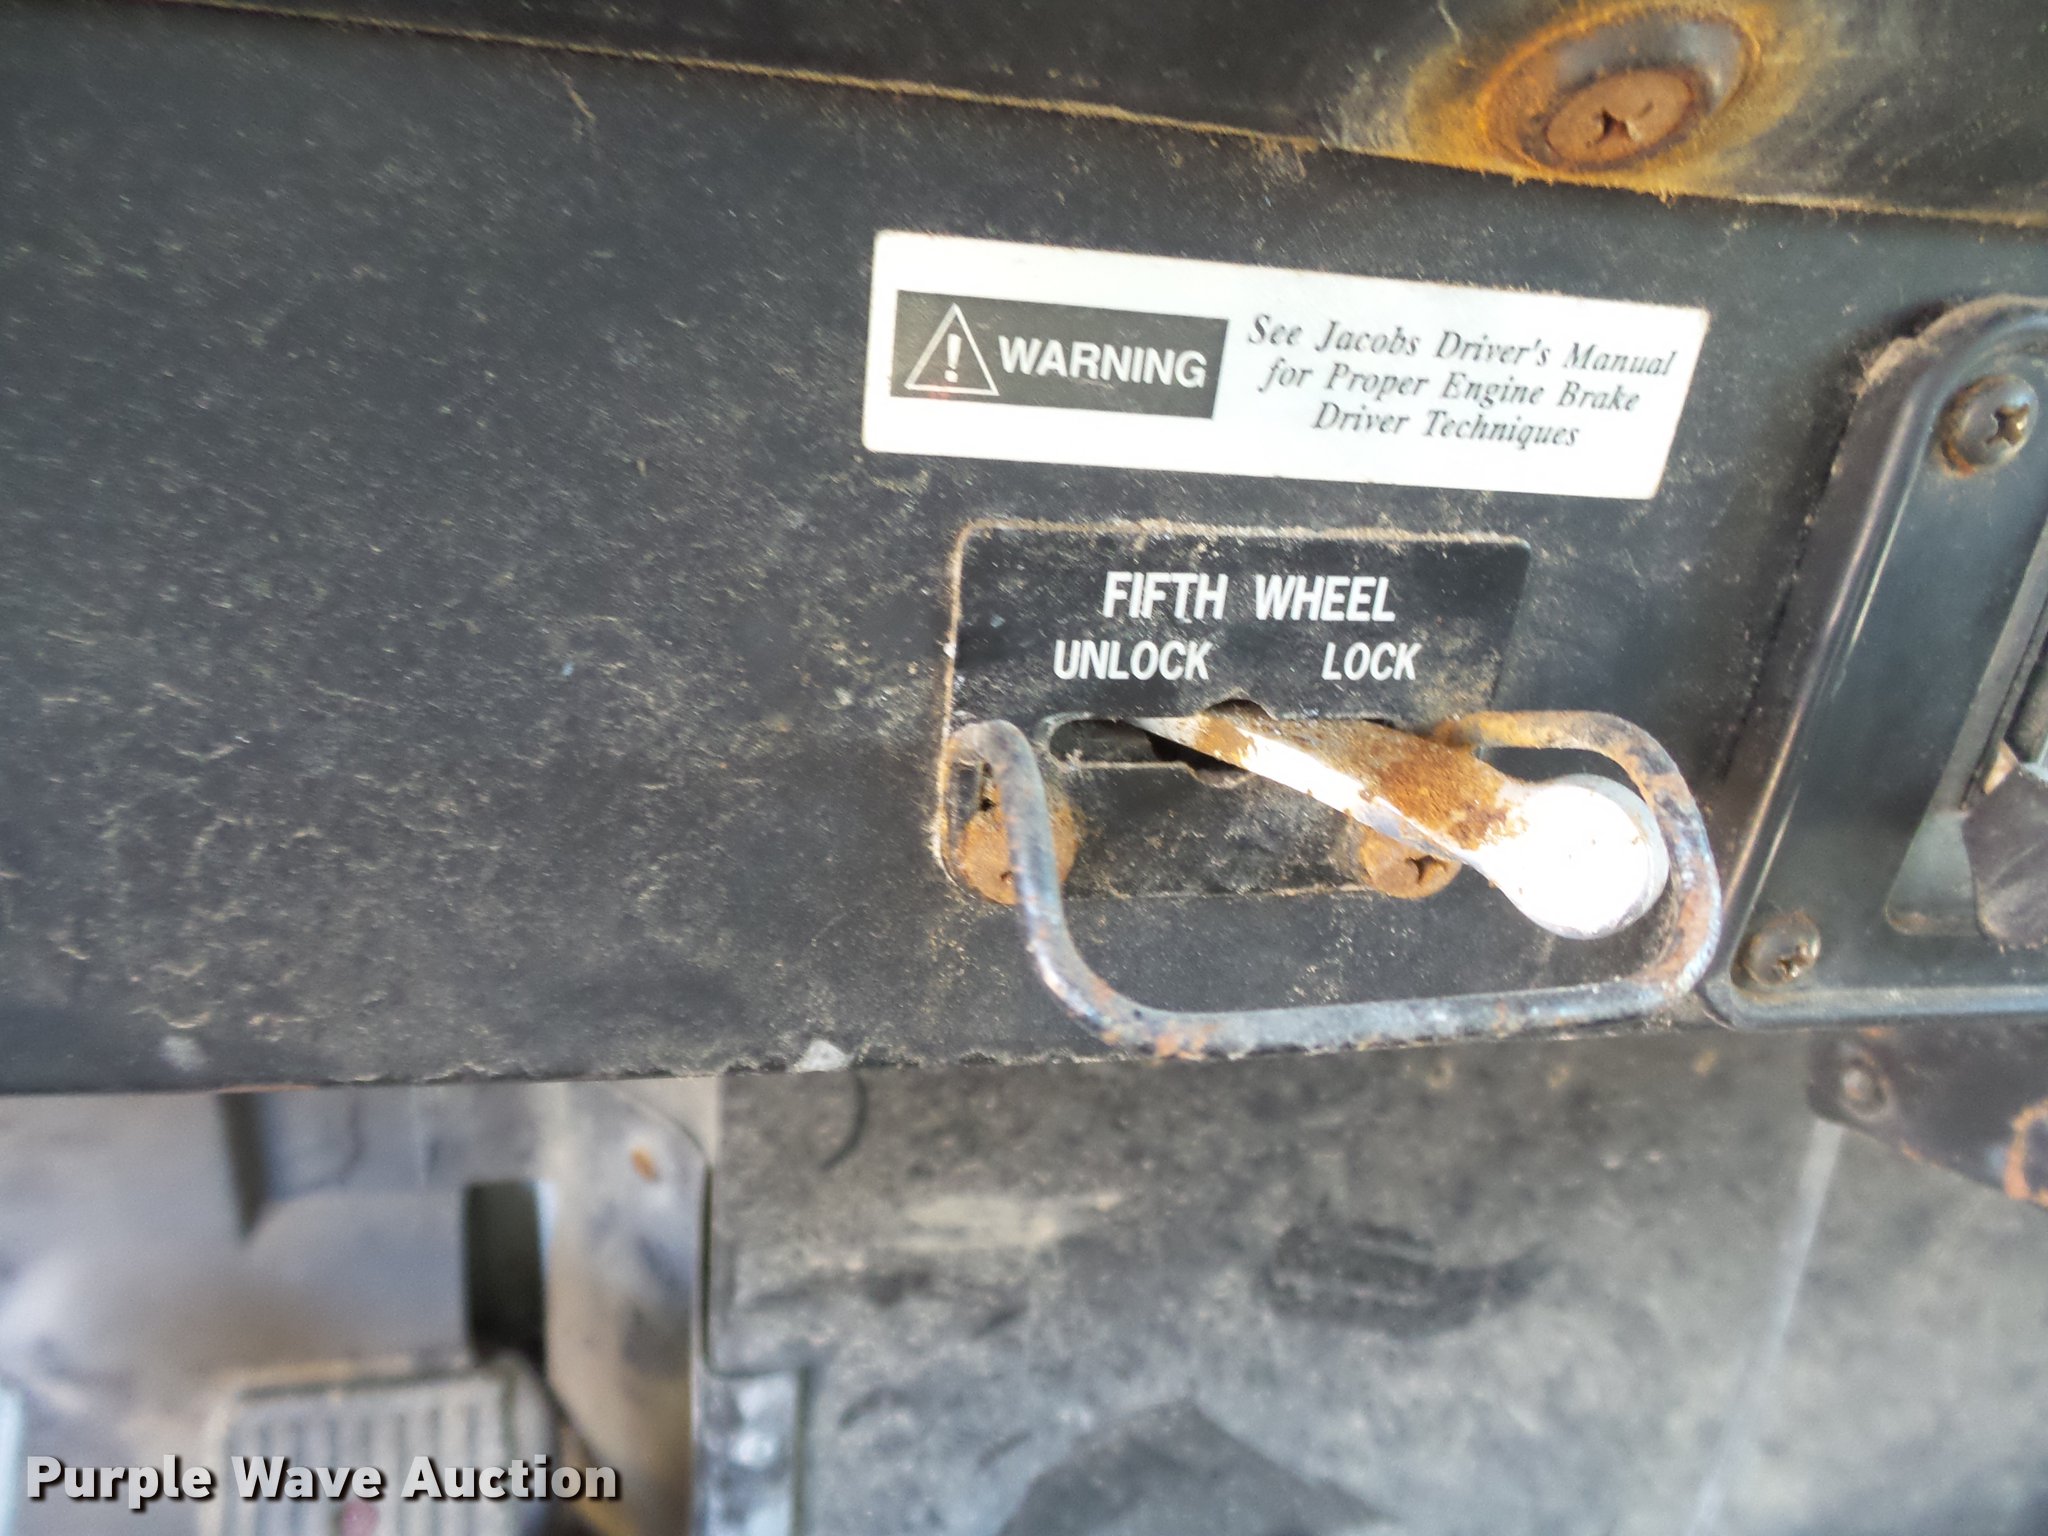 WARNING
See Jacobs Driver's Manual
for Proper Engine Brake
Driver Techniques
FIFTH WHEEL
UNLOCK LOCK
Purple Wave Auction